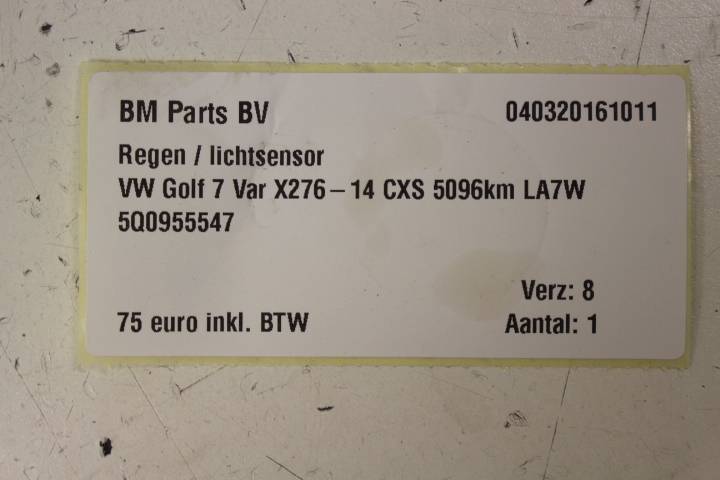 BM Parts BV 040320161011
Regen / lichtsensor
VW Golf 7 Var X276 – 14 CXS 5096km LA7W
5Q0955547
Verz: 8
75 euro inkl. BTW Aantal: 1